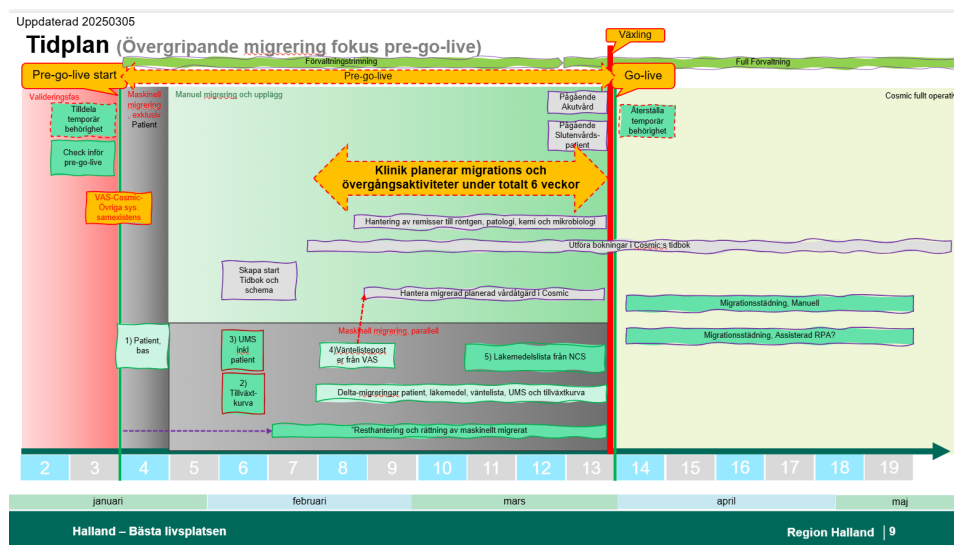 Uppdaterad 20250305
Växling
Tidplan (Övergripande migrering fokus pre-go-live)
Förvaltningstrimning
Full Förvaltning
Pre-go-live start
Pre-go-live
Go-live
Valideringsfas
Maskinell
migrering
, exklusiv
Patient
Manuel migrering och upplägg
Cosmic fullt operativ
Tilldela
temporär
behörighet
Pågående
Akutvård
Återställa
temporär
behörighet
Check inför
pre-go-live
Pågående
Slutenvårds-
patient
Klinik planerar migrations och
övergångsaktiviteter under totalt 6 veckor
VAS-Cosmic-
Övriga sys.
samexistens
Hantering av remisser till röntgen, patologi, kemi och mikrobiologi
Utföra bokningar i Cosmic:s tidbok
Skapa start
Tidbok och
schema
Hantera migrerad planerad vårdåtgärd i Cosmic
Migrationsstädning, Manuell
Maskinell migrering, parallell
1) Patient,
bas
3) UMS
inkl
patient
4)Väntelistepost
er från VAS
5) Läkemedelslista från NCS
Migrationsstädning, Assisterad RPA?
2)
Tillväxt-
kurva
Delta-migreringar patient, läkemedel, väntelista, UMS och tillväxtkurva
"Resthantering och rättning av maskinellt migrerat
2 3 4 5 6 7 8 9 10 11 12 13 14 15 16 17 18 19
januari februari mars april maj
Halland – Bästa livsplatsen
Region Halland | 9